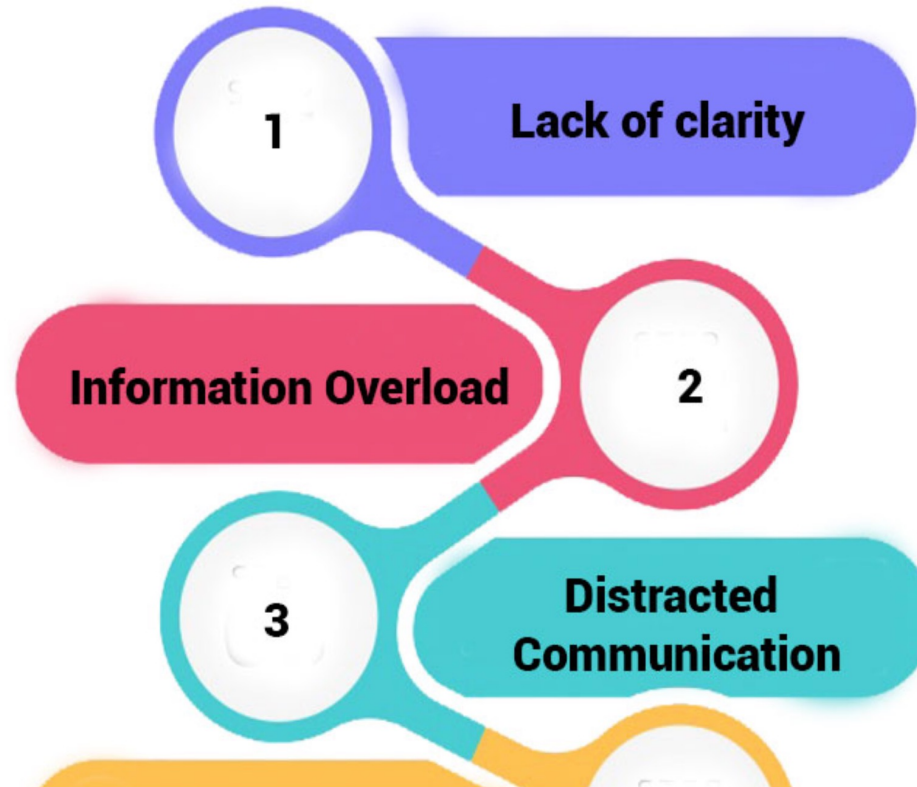 1
Lack of clarity
Information Overload
2
3
Distracted
Communication